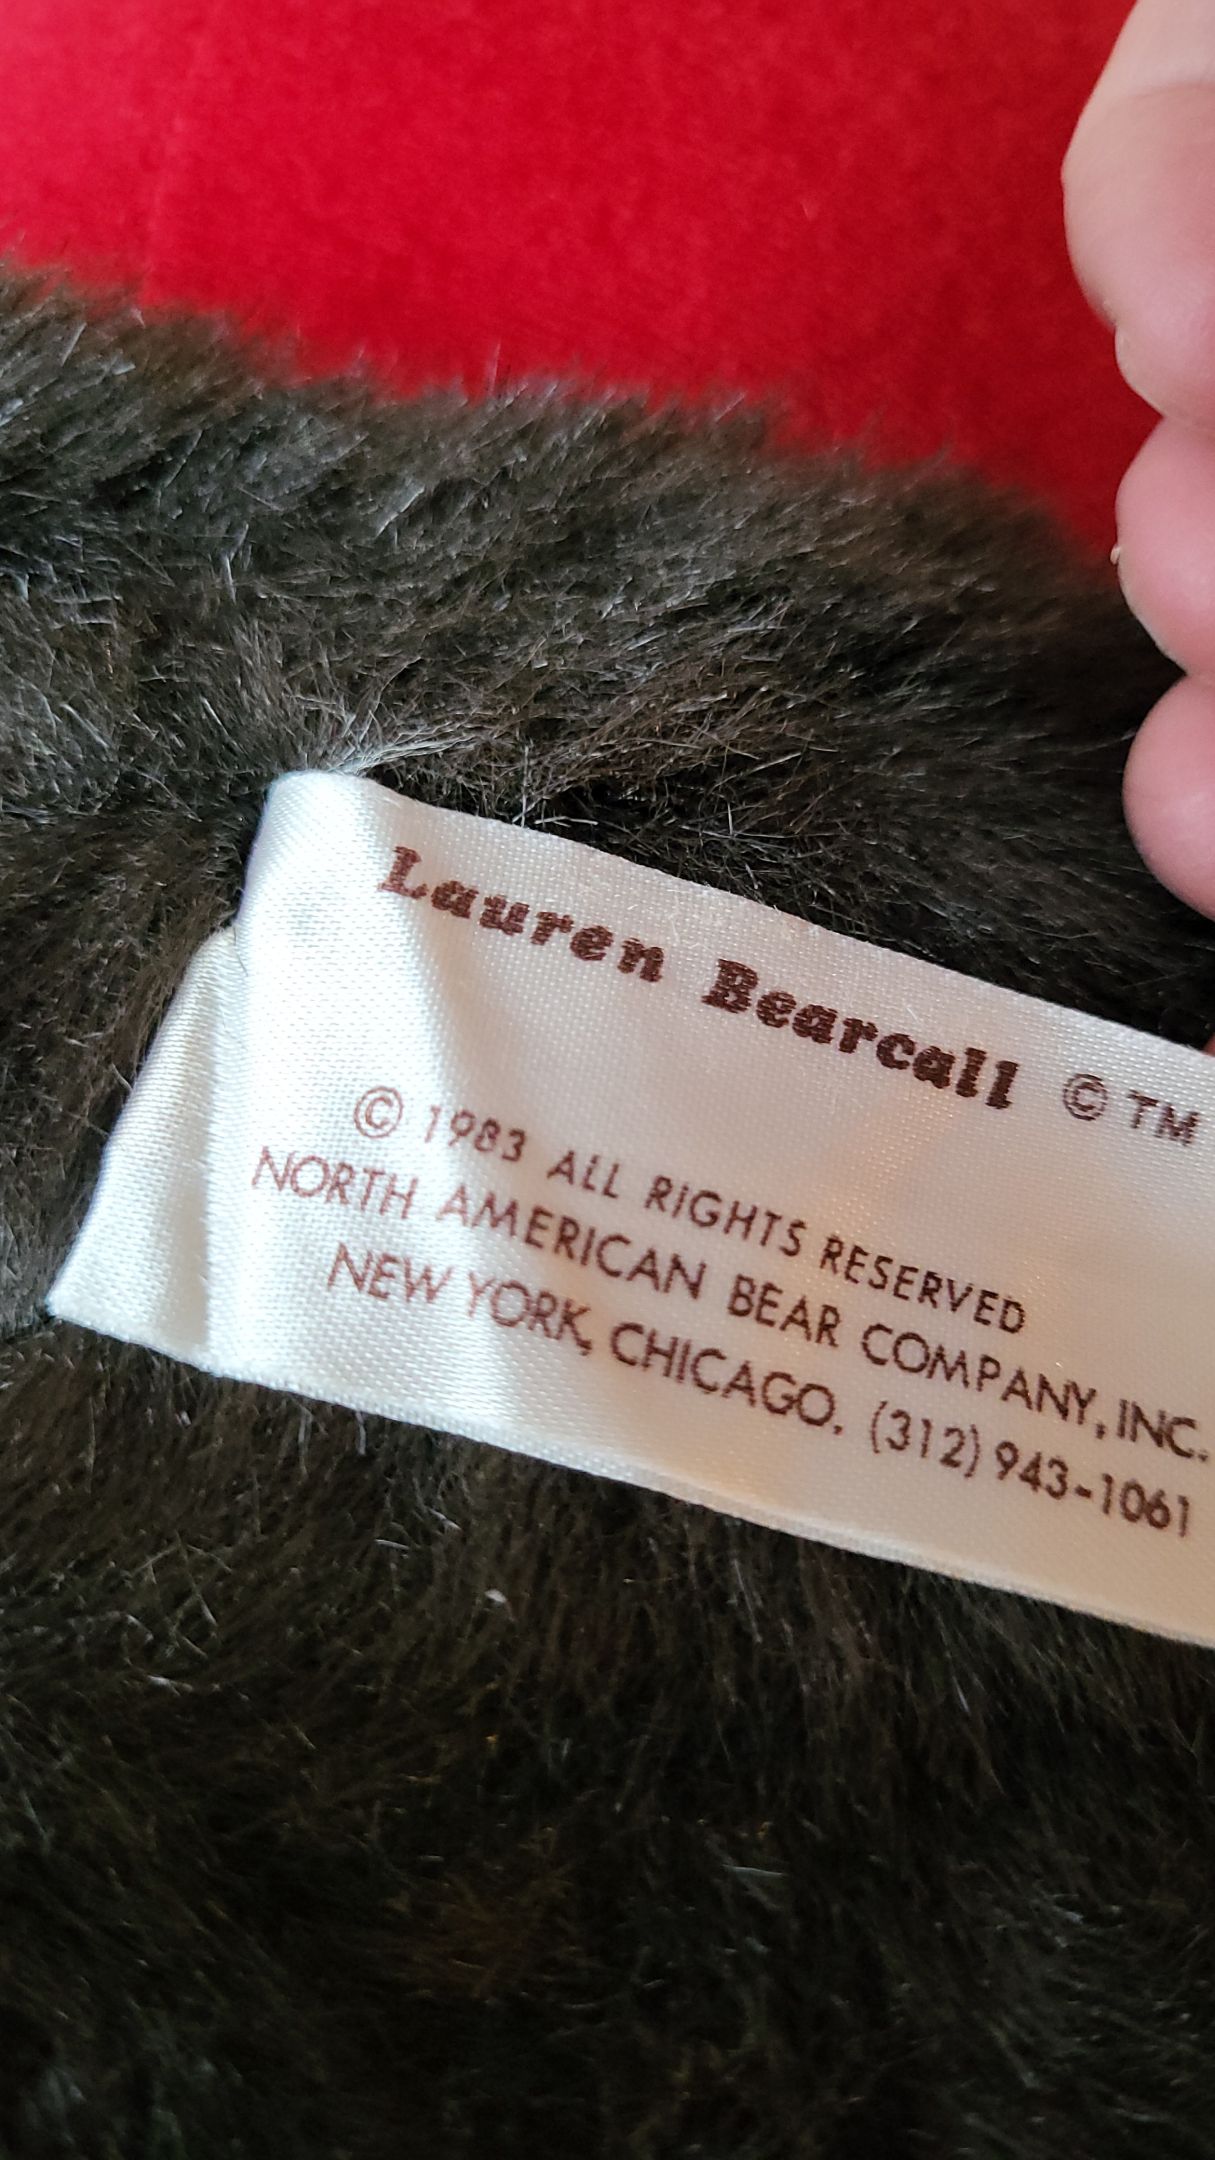 Lauren Bearcall © TM
© 1983 ALL RIGHTS RESERVED
NORTH AMERICAN BEAR COMPANY, INC.
NEW YORK, CHICAGO. (312) 943-1061